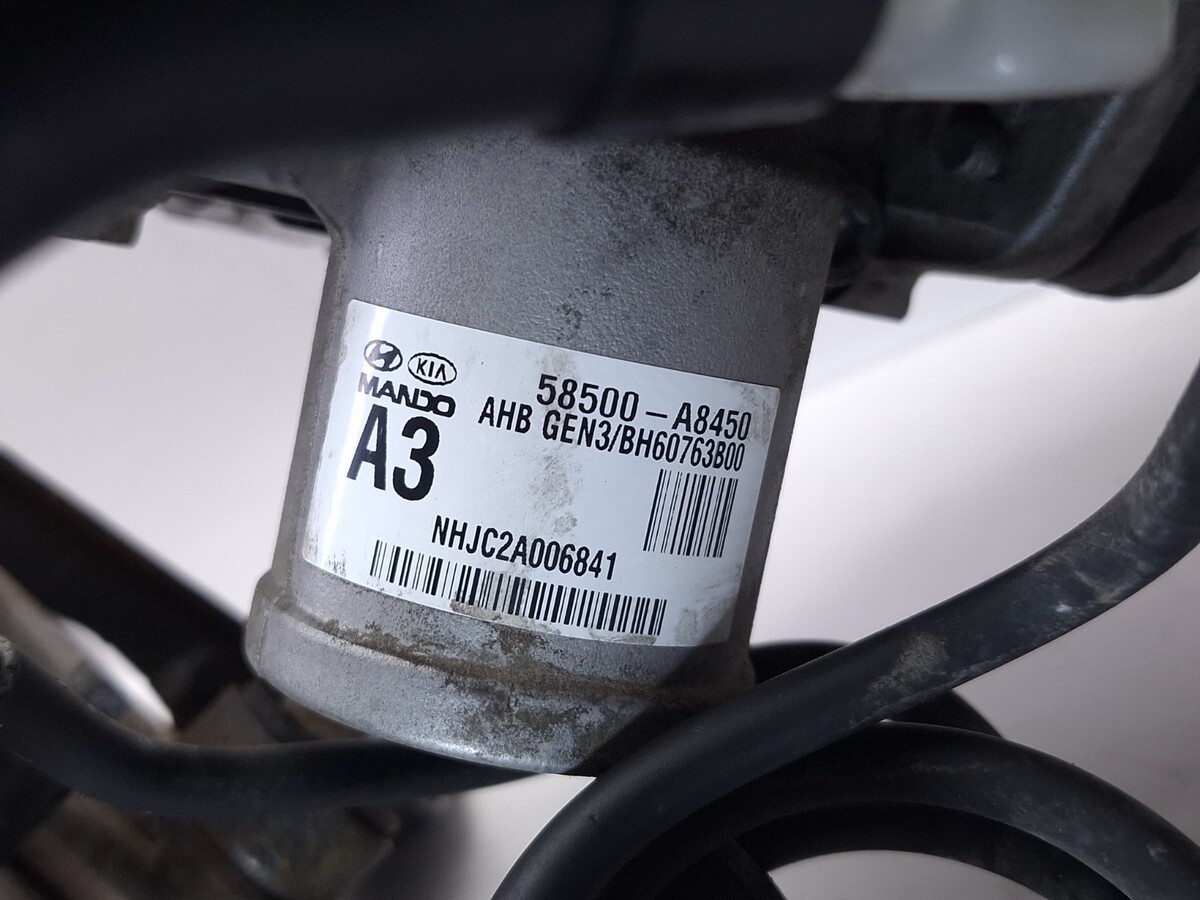 KIA
MANDO
A3
58500-A8450
AHB GEN3/BH60763B00
NHJC2A006841